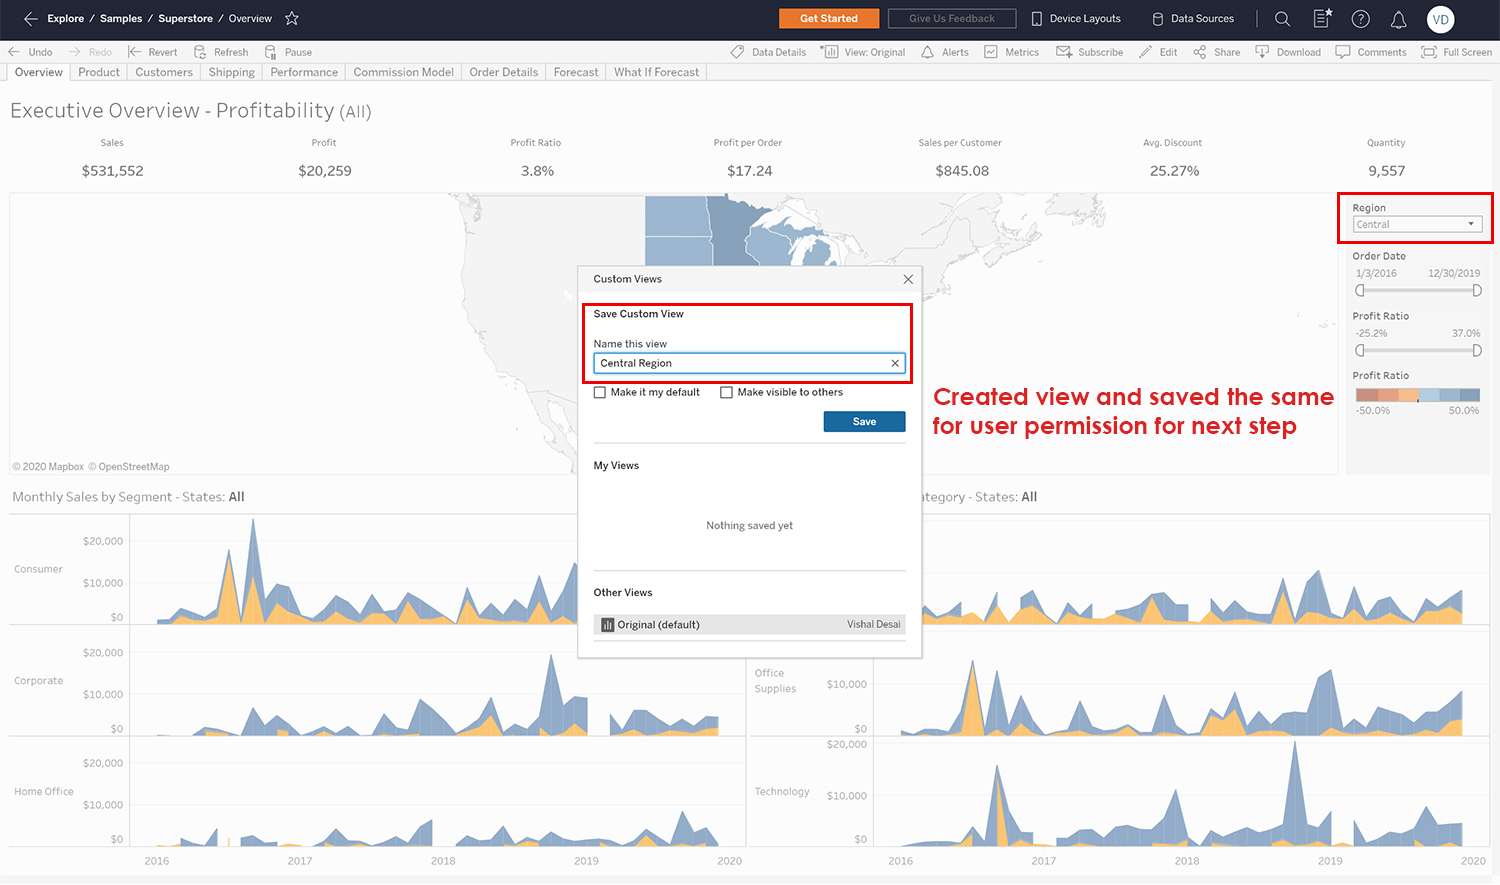 Explore / Samples / Superstore / Overview
Get Started
Give Us Feedback
Device Layouts
Data Sources
VD
Undo
Redo
Revert
Refresh
Pause
Data Details
View: Original
Alerts
Metrics
Subscribe
Edit
Share
Download
Comments
Full Screen
Overview
Product
Customers
Shipping
Performance
Commission Model
Order Details
Forecast
What If Forecast
Executive Overview - Profitability (All)
Sales
Profit
Profit Ratio
Profit per Order
Sales per Customer
Avg. Discount
Quantity
$531,552
$20,259
3.8%
$17.24
$845.08
25.27%
9,557
Region
Central
Order Date
1/3/2016
12/30/2019
Profit Ratio
-25.2%
37.0%
Profit Ratio
-50.0%
50.0%
Custom Views
Save Custom View
Name this view
Central Region
Make it my default
Make visible to others
Save
My Views
Nothing saved yet
Other Views
Original (default)
Vishal Desai
Created view and saved the same
for user permission for next step
© 2020 Mapbox © OpenStreetMap
Monthly Sales by Segment - States: All
ategory - States: All
Consumer
$20,000
$10,000
$0
Corporate
$20,000
$10,000
$0
Home Office
$20,000
$10,000
$0
2016
2017
2018
2019
2020
Office
Supplies
$10,000
$0
Technology
$20,000
$10,000
$0
2016
2017
2018
2019
2020